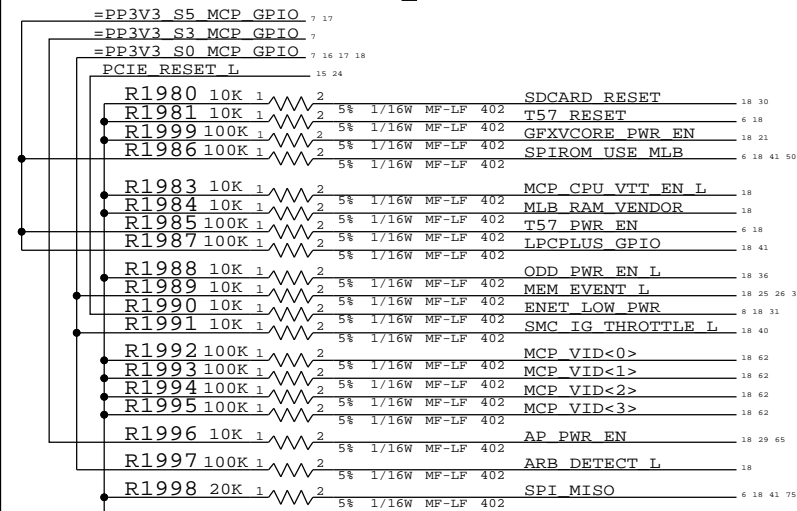 =PP3V3_S5_MCP_GPIO 7 17
=PP3V3_S3_MCP_GPIO 7
=PP3V3_S0_MCP_GPIO 7 16 17 18
PCIE_RESET_L 15 24
R1980 10K 1 2 SDCARD_RESET 18 30
5% 1/16W MF-LF 402
R1981 10K 1 2 T57_RESET 6 18
5% 1/16W MF-LF 402
R1999 100K 1 2 GFXVCORE_PWR_EN 18 21
5% 1/16W MF-LF 402
R1986 100K 1 2 SPIROM_USE_MLB 6 18 41 50
5% 1/16W MF-LF 402
R1983 10K 1 2 MCP_CPU_VTT_EN_L 18
5% 1/16W MF-LF 402
R1984 10K 1 2 MLB_RAM_VENDOR 18
5% 1/16W MF-LF 402
R1985 100K 1 2 T57_PWR_EN 6 18
5% 1/16W MF-LF 402
R1987 100K 1 2 LPCPLUS_GPIO 18 41
5% 1/16W MF-LF 402
R1988 10K 1 2 ODD_PWR_EN_L 18 36
5% 1/16W MF-LF 402
R1989 10K 1 2 MEM_EVENT_L 18 25 26 3
5% 1/16W MF-LF 402
R1990 10K 1 2 ENET_LOW_PWR 8 18 31
5% 1/16W MF-LF 402
R1991 10K 1 2 SMC_IG_THROTTLE_L 18 40
5% 1/16W MF-LF 402
R1992 100K 1 2 MCP_VID<0> 18 62
5% 1/16W MF-LF 402
R1993 100K 1 2 MCP_VID<1> 18 62
5% 1/16W MF-LF 402
R1994 100K 1 2 MCP_VID<2> 18 62
5% 1/16W MF-LF 402
R1995 100K 1 2 MCP_VID<3> 18 62
5% 1/16W MF-LF 402
R1996 10K 1 2 AP_PWR_EN 18 29 65
5% 1/16W MF-LF 402
R1997 100K 1 2 ARB_DETECT_L 18
5% 1/16W MF-LF 402
R1998 20K 1 2 SPI_MISO 6 18 41 75
5% 1/16W MF-LF 402